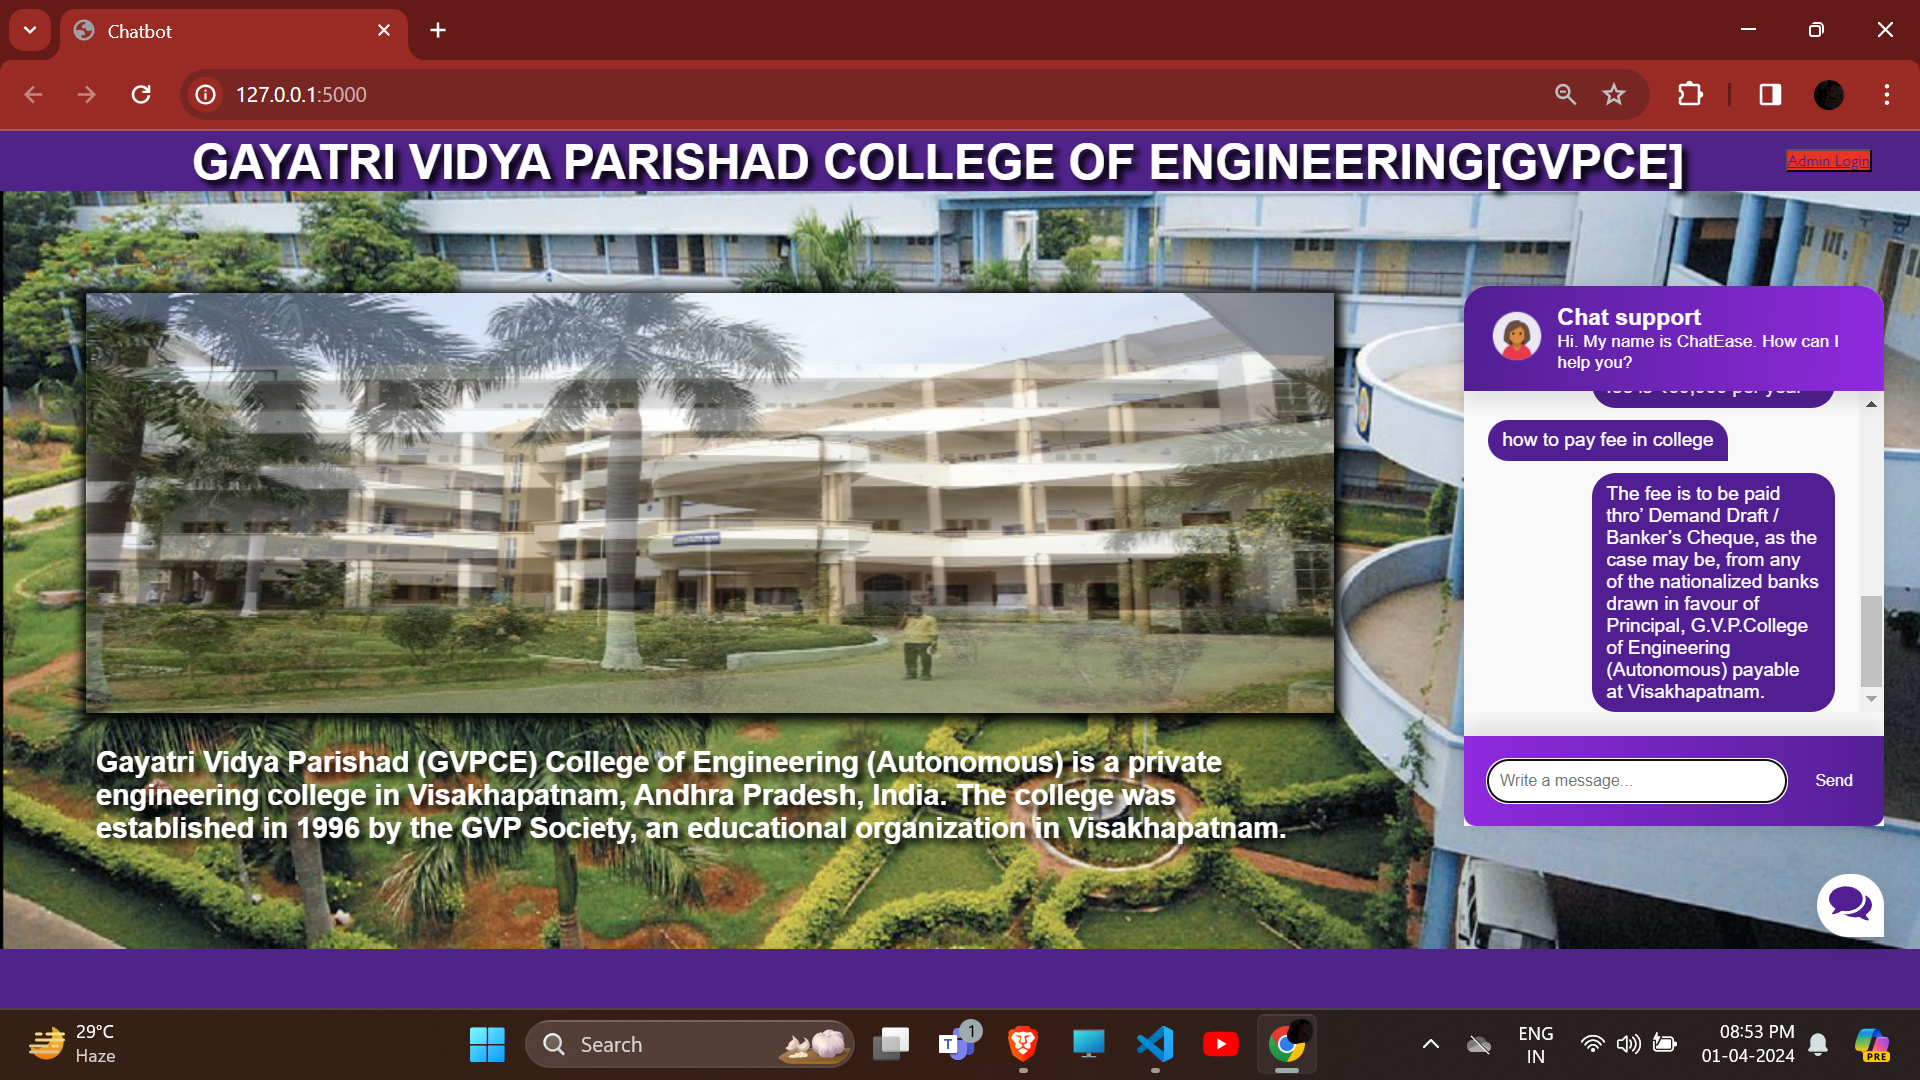 Chatbot
127.0.0.1:5000
GAYATRI VIDYA PARISHAD COLLEGE OF ENGINEERING[GVPCE]
Admin Login
Chat support
Hi. My name is ChatEase. How can I
help you?
how to pay fee in college
The fee is to be paid
thro’ Demand Draft /
Banker’s Cheque, as the
case may be, from any
of the nationalized banks
drawn in favour of
Principal, G.V.P.College
of Engineering
(Autonomous) payable
at Visakhapatnam.
Write a message...
Send
Gayatri Vidya Parishad (GVPCE) College of Engineering (Autonomous) is a private
engineering college in Visakhapatnam, Andhra Pradesh, India. The college was
established in 1996 by the GVP Society, an educational organization in Visakhapatnam.
29°C
Haze
Search
T
1
ENG
IN
08:53 PM
01-04-2024
PRE